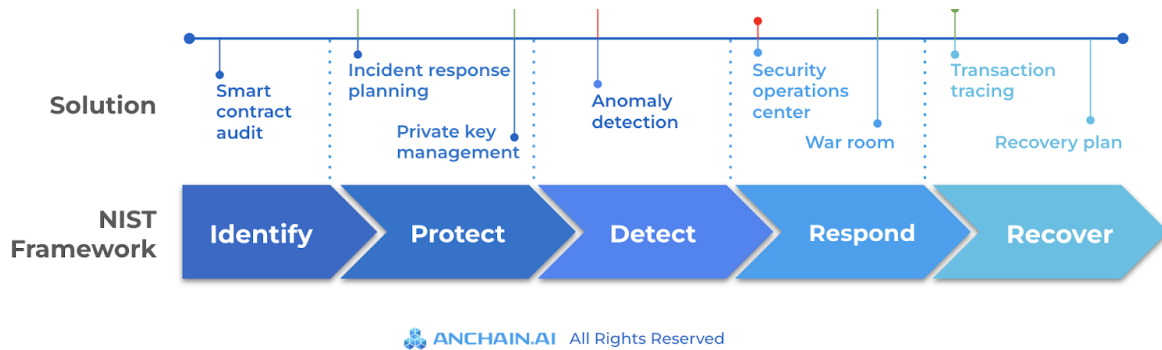 Solution
Smart
contract
audit
Incident response
planning
Private key
management
Anomaly
detection
Security
operations
center
War room
Transaction
tracing
Recovery plan
NIST
Framework
Identify
Protect
Detect
Respond
Recover
ANCHAIN.AI All Rights Reserved